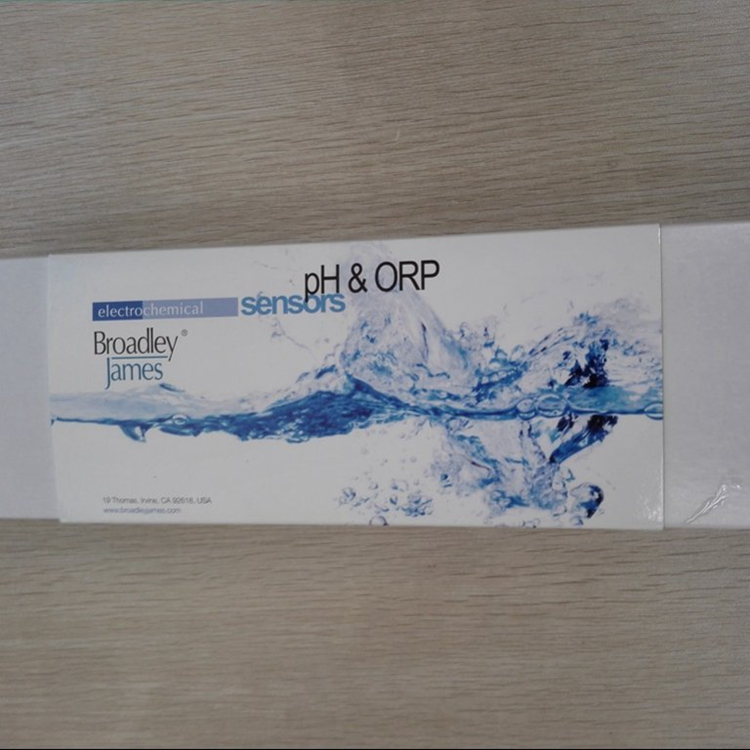 pH & ORP
electrochemical sensors
Broadley®
James
19 Thomas, Irvine, CA 92618, USA
www.broadleyjames.com